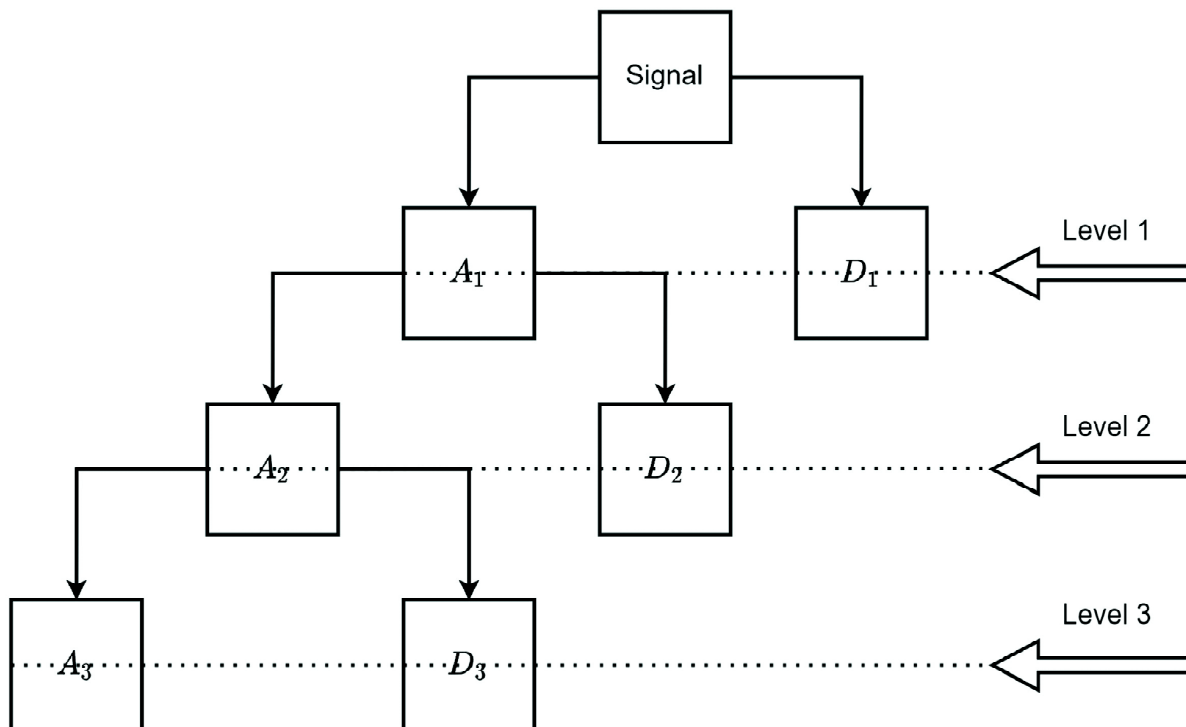 Signal
Level 1
A₁ D₁
Level 2
A₂ D₂
Level 3
A₃ D₃